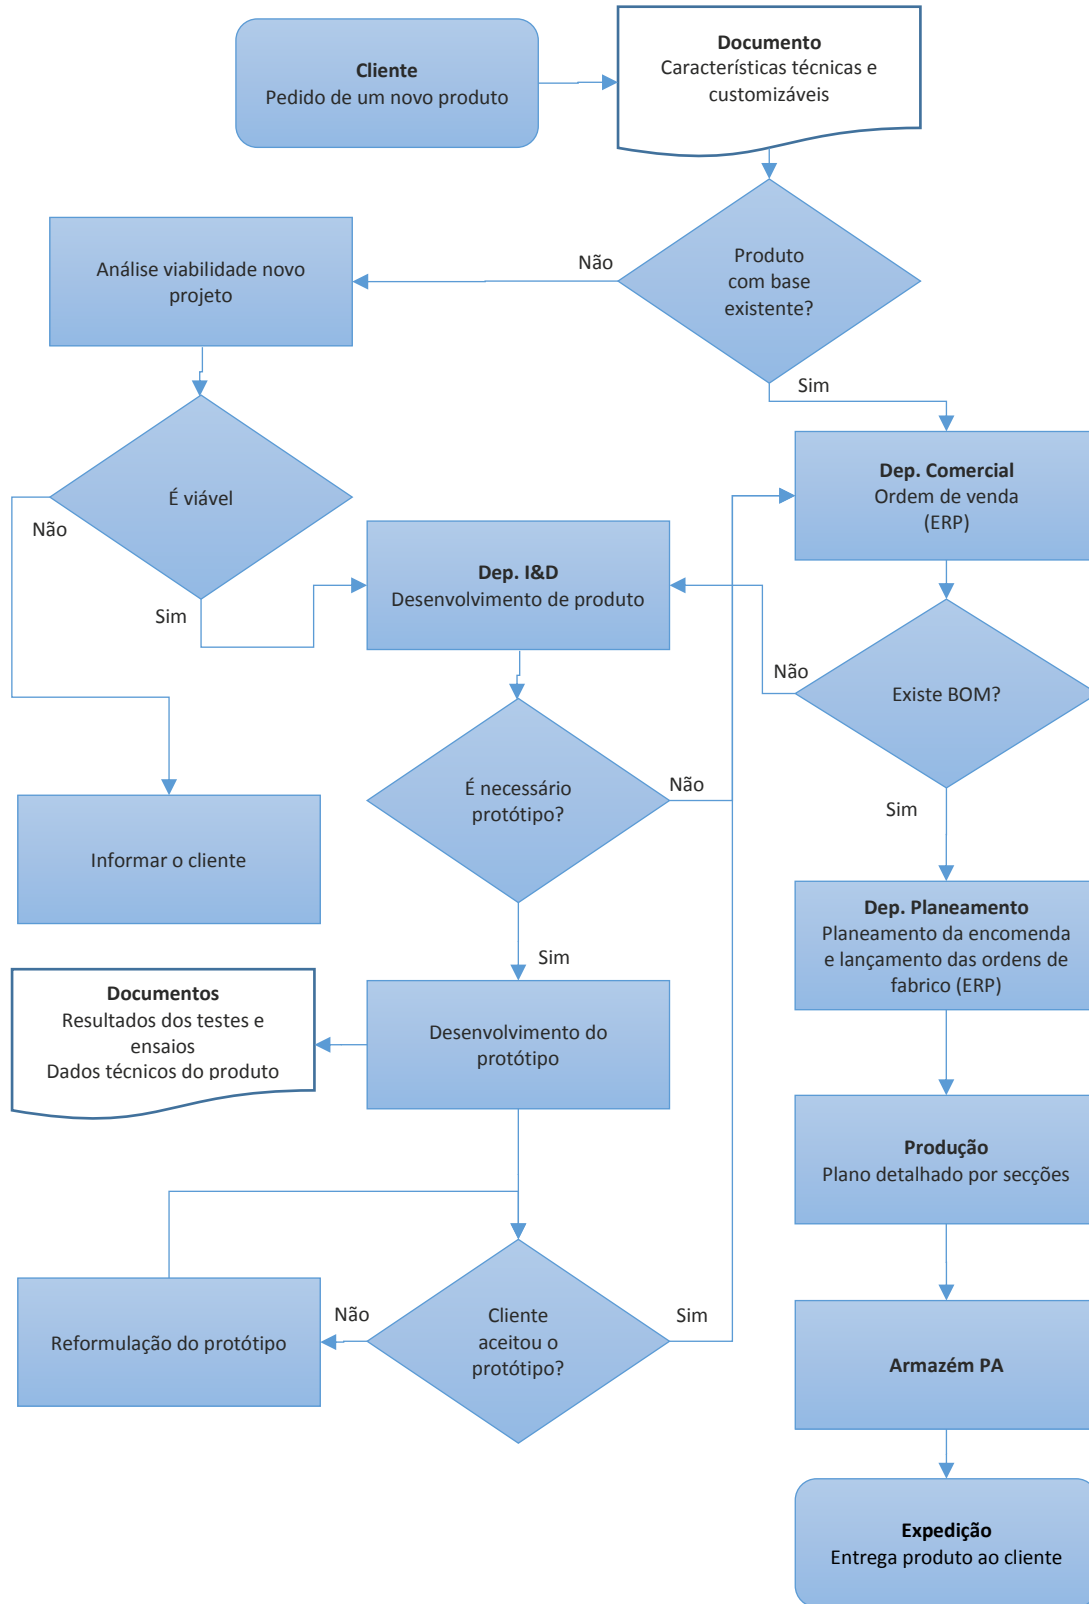 Cliente
Pedido de um novo produto
Documento
Características técnicas e
customizáveis
Não
Produto
com base
existente?
Análise viabilidade novo
projeto
Sim
É viável
Não
Sim
Dep. Comercial
Ordem de venda
(ERP)
Dep. I&D
Desenvolvimento de produto
Não
Existe BOM?
É necessário
protótipo?
Não
Sim
Informar o cliente
Dep. Planeamento
Planeamento da encomenda
e lançamento das ordens de
fabrico (ERP)
Sim
Documentos
Resultados dos testes e
ensaios
Dados técnicos do produto
Desenvolvimento do
protótipo
Produção
Plano detalhado por secções
Reformulação do protótipo
Não
Cliente
aceitou o
protótipo?
Sim
Armazém PA
Expedição
Entrega produto ao cliente